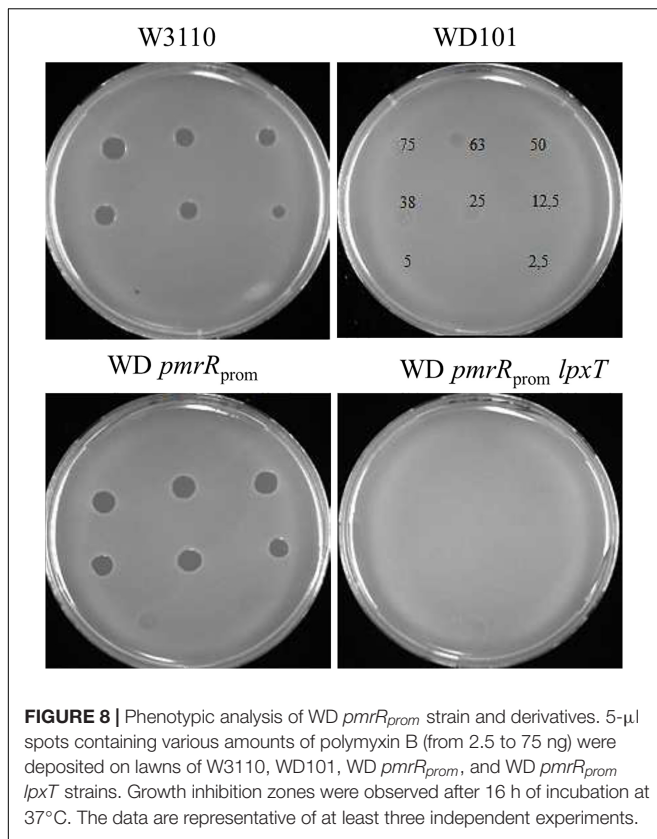 W3110 WD101
75 63 50
38 25 12,5
5 2,5
WD pmrRprom WD pmrRprom lpxT
FIGURE 8 | Phenotypic analysis of WD pmrRprom strain and derivatives. 5-μl
spots containing various amounts of polymyxin B (from 2.5 to 75 ng) were
deposited on lawns of W3110, WD101, WD pmrRprom, and WD pmrRprom
lpxT strains. Growth inhibition zones were observed after 16 h of incubation at
37°C. The data are representative of at least three independent experiments.